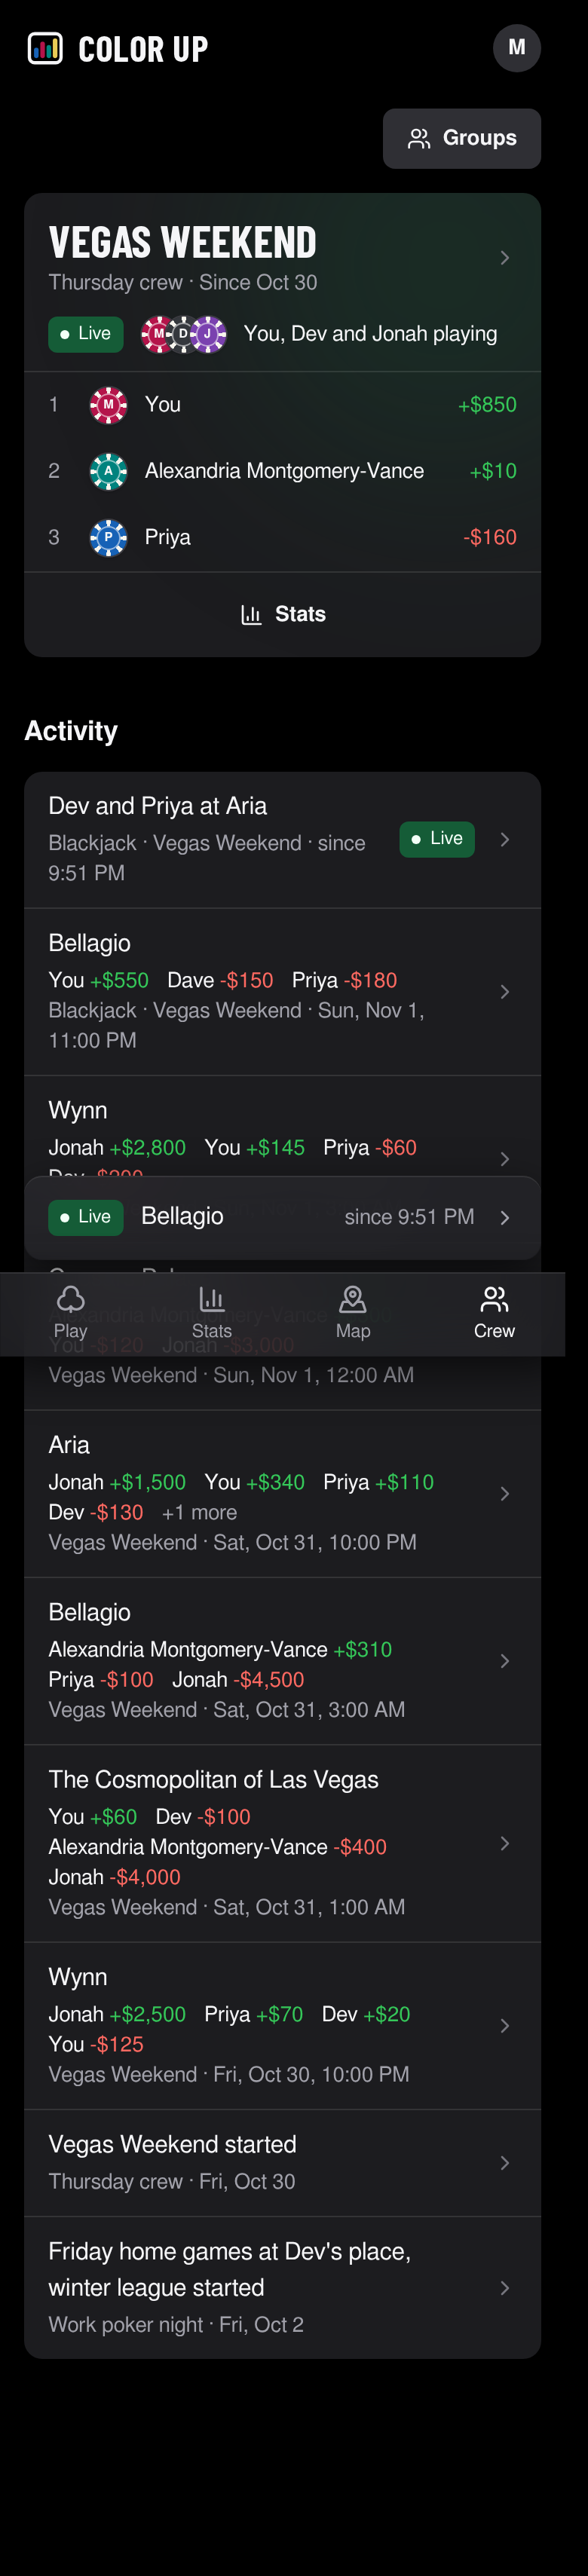 COLOR UP
M
Groups
VEGAS WEEKEND
Thursday crew · Since Oct 30
Live
M D J
You, Dev and Jonah playing
1 M You +$850
2 A Alexandria Montgomery-Vance +$10
3 P Priya -$160
Stats
Activity
Dev and Priya at Aria
Blackjack · Vegas Weekend · since
9:51 PM
Live
Bellagio
You +$550 Dave -$150 Priya -$180
Blackjack · Vegas Weekend · Sun, Nov 1,
11:00 PM
Wynn
Jonah +$2,800 You +$145 Priya -$60
Live Bellagio since 9:51 PM
Alexandria Montgomery-Vance
Play Stats Map Crew
You -$120 Jonah -$3,000
Vegas Weekend · Sun, Nov 1, 12:00 AM
Aria
Jonah +$1,500 You +$340 Priya +$110
Dev -$130 +1 more
Vegas Weekend · Sat, Oct 31, 10:00 PM
Bellagio
Alexandria Montgomery-Vance +$310
Priya -$100 Jonah -$4,500
Vegas Weekend · Sat, Oct 31, 3:00 AM
The Cosmopolitan of Las Vegas
You +$60 Dev -$100
Alexandria Montgomery-Vance -$400
Jonah -$4,000
Vegas Weekend · Sat, Oct 31, 1:00 AM
Wynn
Jonah +$2,500 Priya +$70 Dev +$20
You -$125
Vegas Weekend · Fri, Oct 30, 10:00 PM
Vegas Weekend started
Thursday crew · Fri, Oct 30
Friday home games at Dev's place,
winter league started
Work poker night · Fri, Oct 2